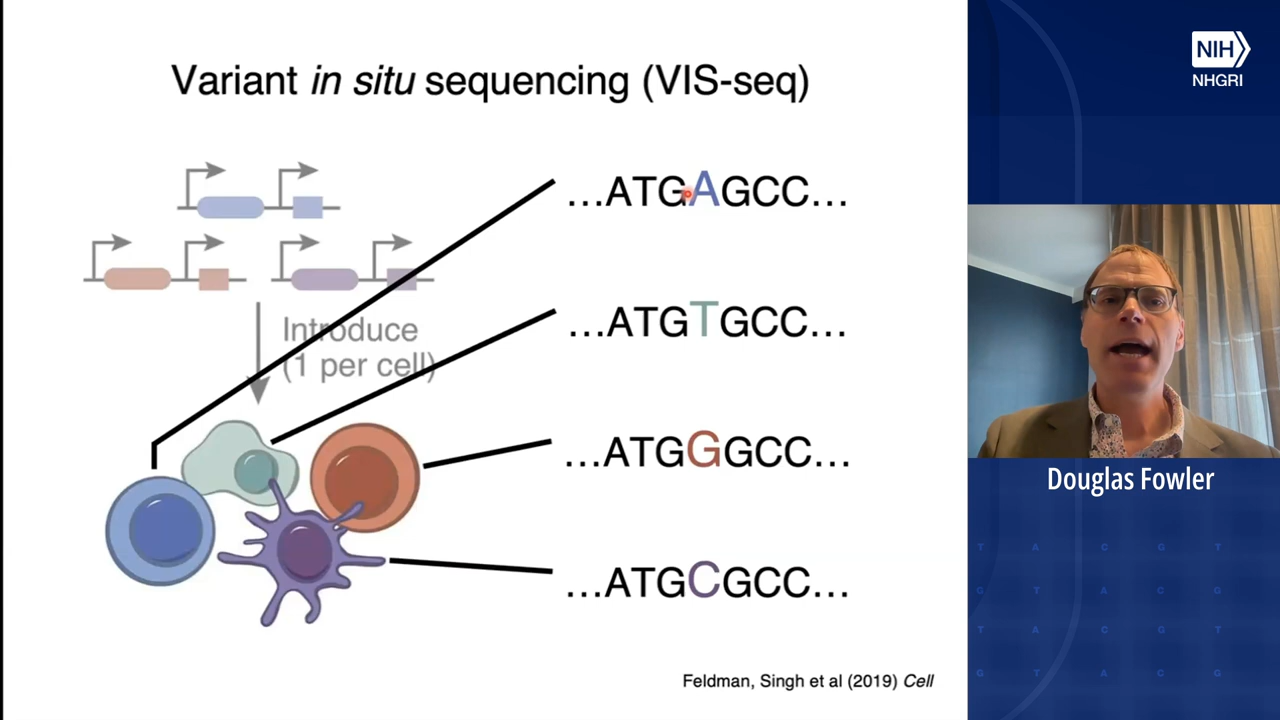 Variant in situ sequencing (VIS-seq)
…ATGAGCC…
Introduce
(1 per cell)
…ATGTGCC…
…ATGGGCC…
…ATGCGCC…
Feldman, Singh et al (2019) Cell
NIH
NHGRI
Douglas Fowler
T A C G T
G T A C G
T A C G T
G T A C G